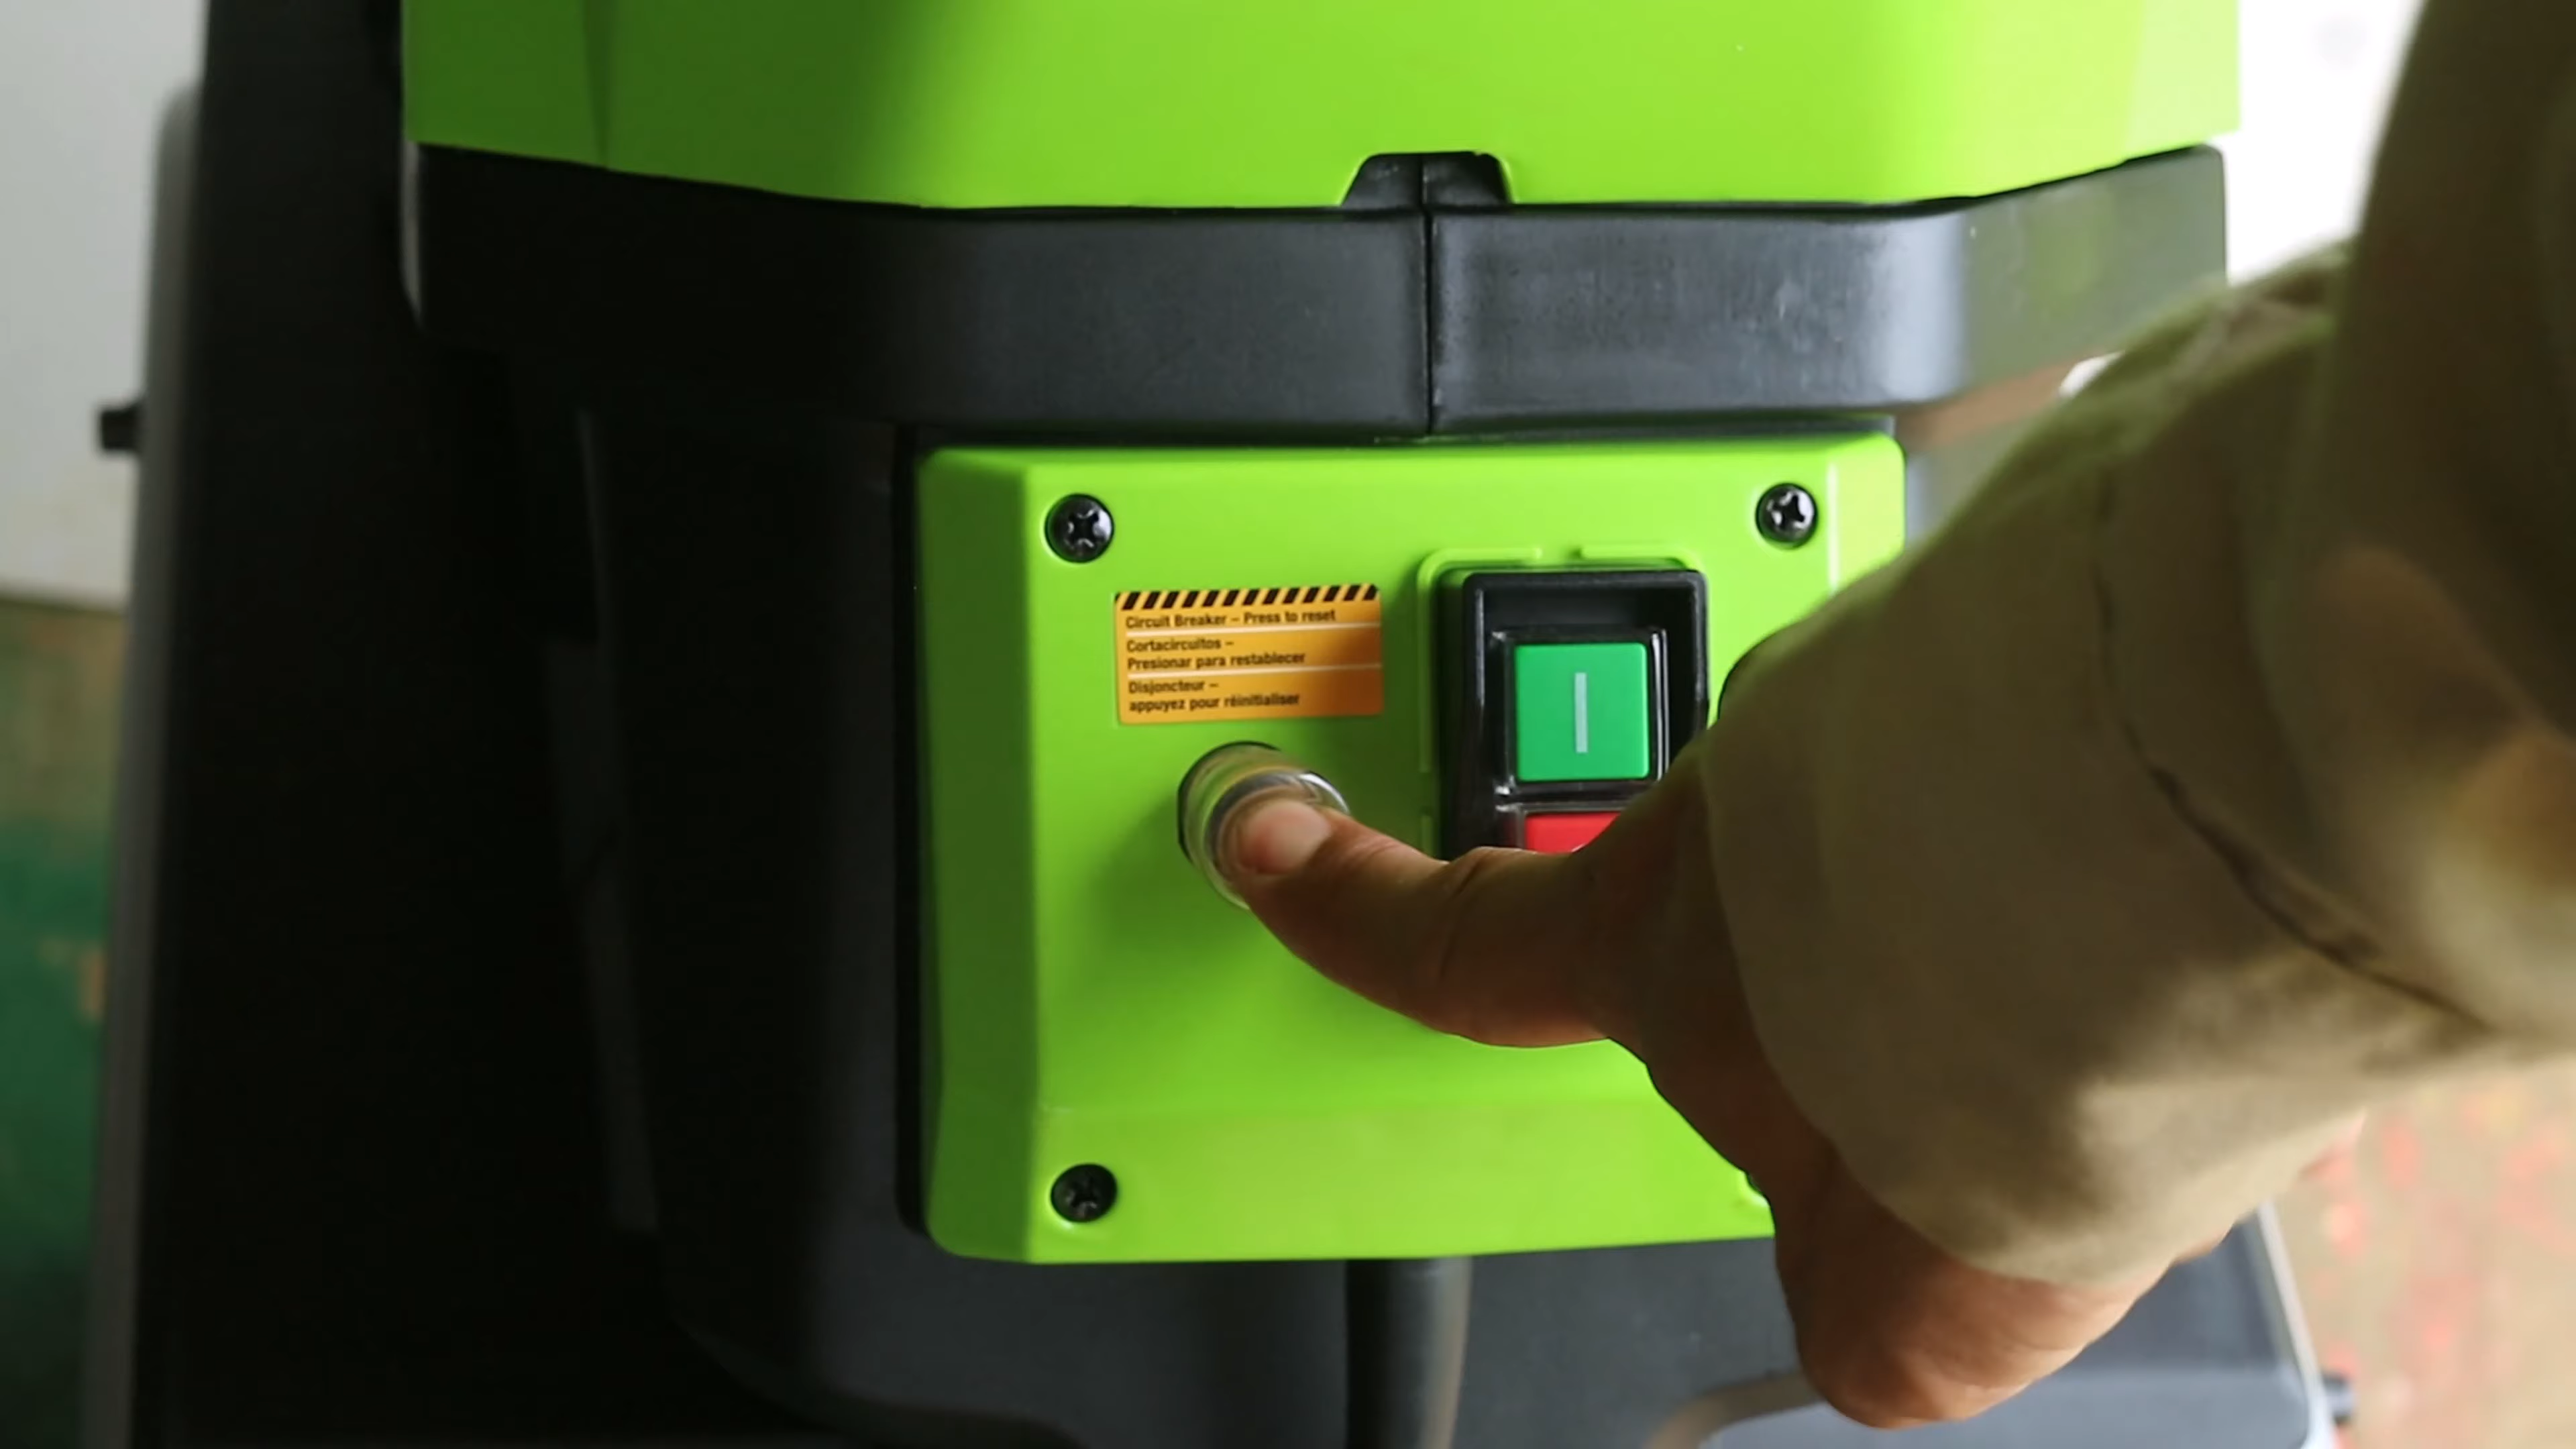 Circuit Breaker – Press to reset
Cortacircuitos –
Presionar para restablecer
Disjoncteur –
appuyez pour réinitialiser